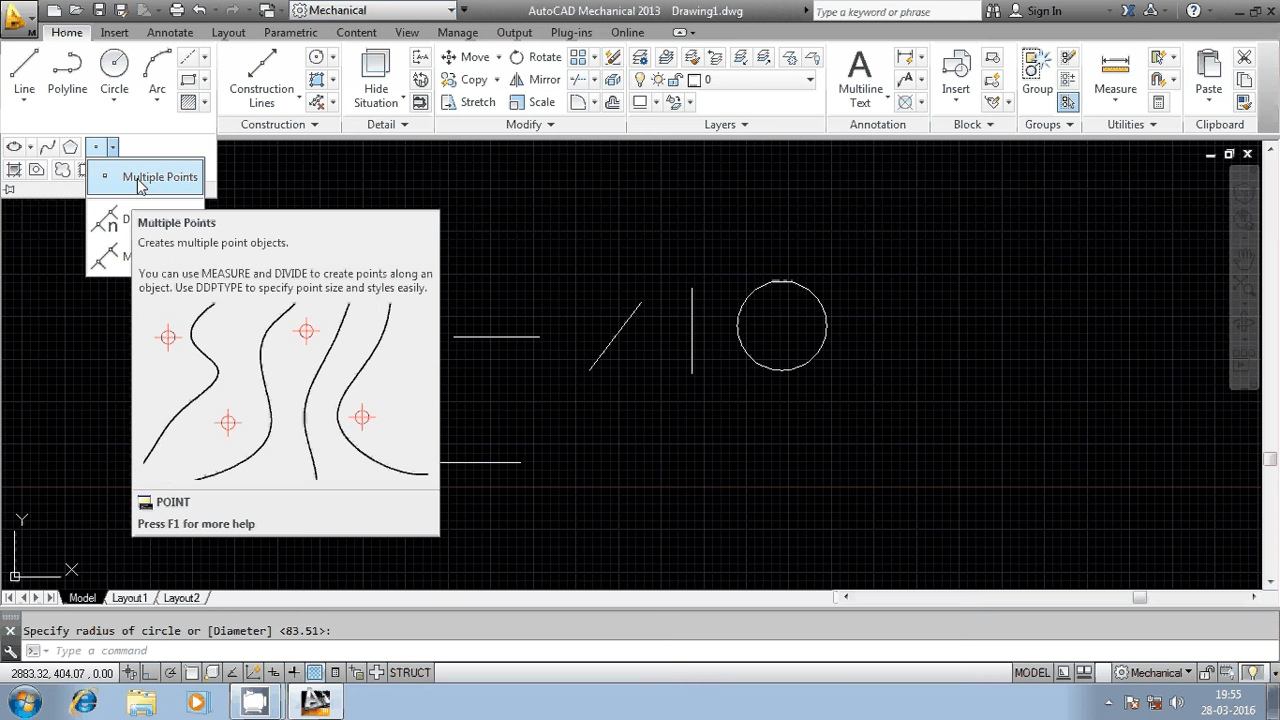 Mechanical
AutoCAD Mechanical 2013 Drawing1.dwg
Type a keyword or phrase
Sign In
Home Insert Annotate Layout Parametric Content View Manage Output Plug-ins Online
Line Polyline Circle Arc
Construction Lines
Hide Situation
Move Rotate
Copy Mirror
Stretch Scale
0
Multiline Text
Insert
Group
Measure
Paste
Construction Detail Modify Layers Annotation Block Groups Utilities Clipboard
Multiple Points
D
n
M
Multiple Points
Creates multiple point objects.
You can use MEASURE and DIVIDE to create points along an
object. Use DDPTYPE to specify point size and styles easily.
POINT
Press F1 for more help
Y
X
Model Layout1 Layout2
Specify radius of circle or [Diameter] <83.51>:
Type a command
2883.32, 404.07 , 0.00
STRUCT
MODEL
Mechanical
19:55
28-03-2016